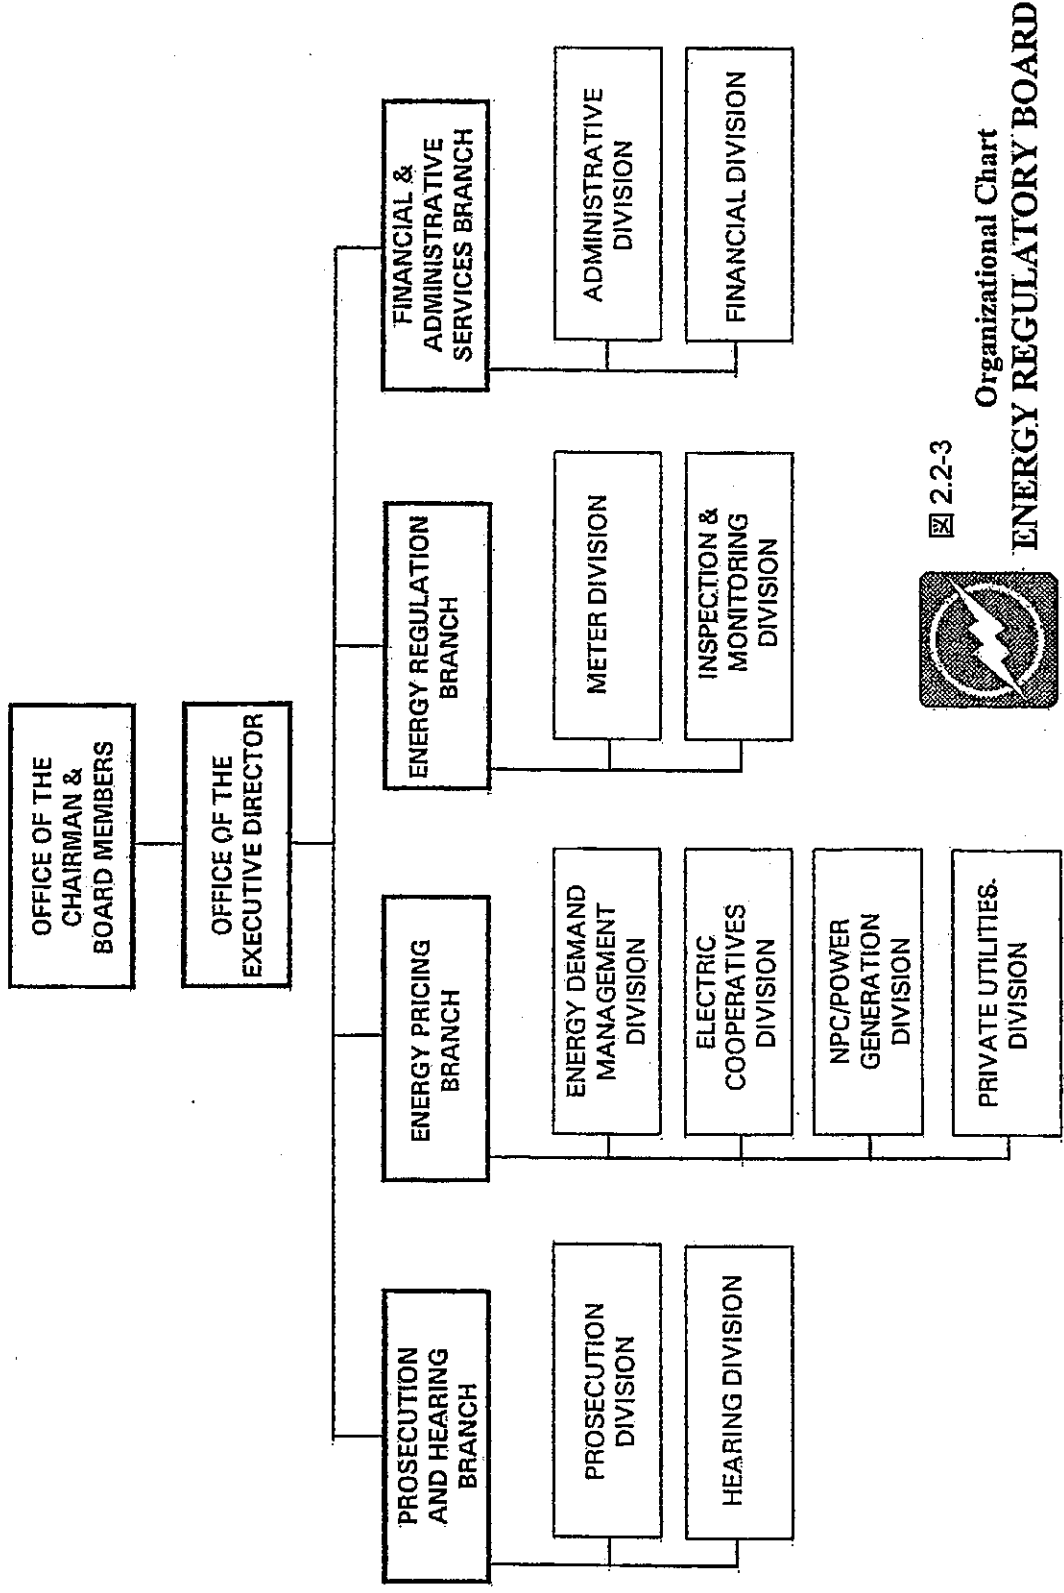 OFFICE OF THE
CHAIRMAN &
BOARD MEMBERS
OFFICE OF THE
EXECUTIVE DIRECTOR
PROSECUTION
AND HEARING
BRANCH
ENERGY PRICING
BRANCH
ENERGY REGULATION
BRANCH
FINANCIAL &
ADMINISTRATIVE
SERVICES BRANCH
PROSECUTION
DIVISION
HEARING DIVISION
ENERGY DEMAND
MANAGEMENT
DIVISION
ELECTRIC
COOPERATIVES
DIVISION
NPC/POWER
GENERATION
DIVISION
PRIVATE UTILITIES
DIVISION
METER DIVISION
INSPECTION &
MONITORING
DIVISION
ADMINISTRATIVE
DIVISION
FINANCIAL DIVISION
図 2.2-3
Organizational Chart
ENERGY REGULATORY BOARD